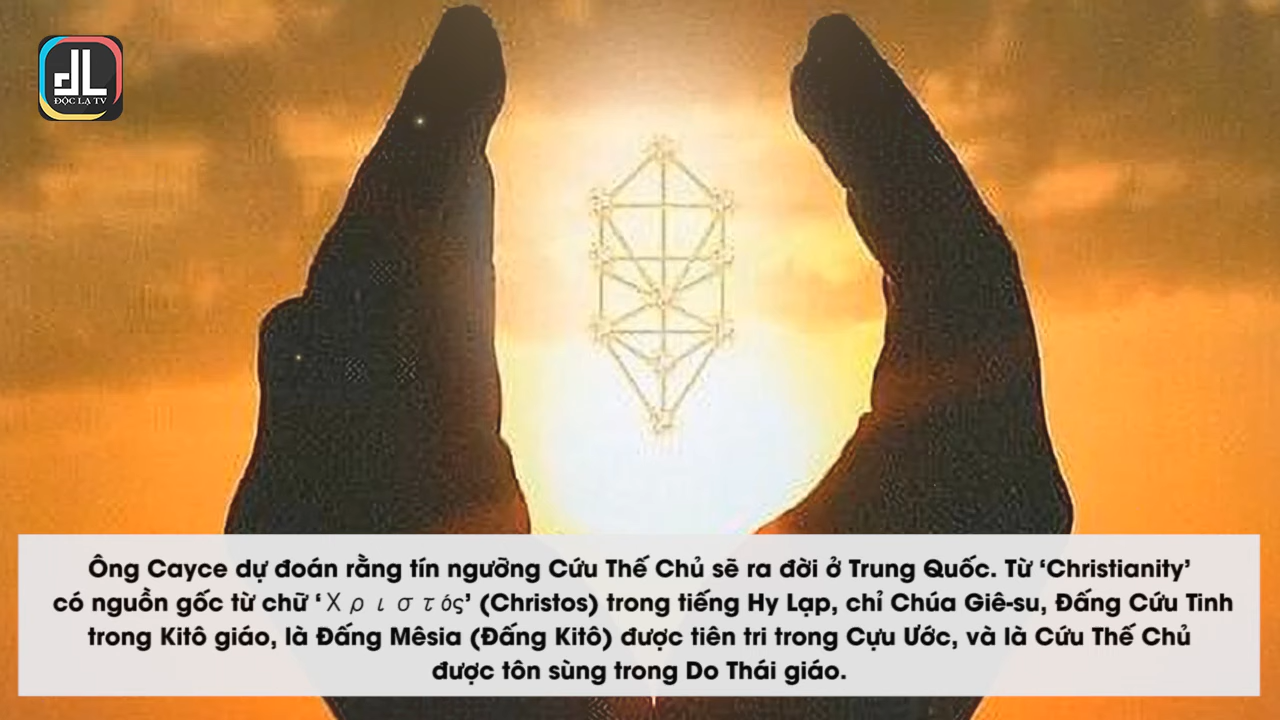 ĐỘC LẠ TV
Ông Cayce dự đoán rằng tín ngưỡng Cứu Thế Chủ sẽ ra đời ở Trung Quốc. Từ ‘Christianity’
có nguồn gốc từ chữ ‘Χριστός’ (Christos) trong tiếng Hy Lạp, chỉ Chúa Giê-su, Đấng Cứu Tinh
trong Kitô giáo, là Đấng Mêsia (Đấng Kitô) được tiên tri trong Cựu Ước, và là Cứu Thế Chủ
được tôn sùng trong Do Thái giáo.